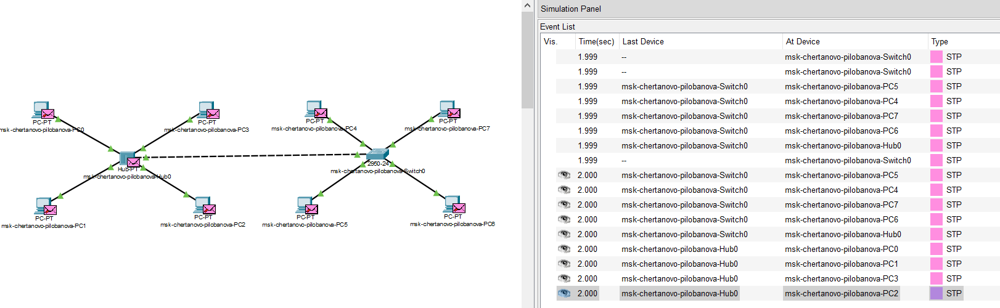 PC-PT
msk-chertanovo-pilobanova-PC0
PC-PT
msk-chertanovo-pilobanova-PC3
PC-PT
msk-chertanovo-pilobanova-PC4
PC-PT
msk-chertanovo-pilobanova-PC7
Hub-PT
msk-chertanovo-pilobanova-Hub0
2950-24
msk-chertanovo-pilobanova-Switch0
PC-PT
msk-chertanovo-pilobanova-PC1
PC-PT
msk-chertanovo-pilobanova-PC2
PC-PT
msk-chertanovo-pilobanova-PC5
PC-PT
msk-chertanovo-pilobanova-PC6
Simulation Panel
Event List
Vis. Time(sec) Last Device At Device Type
1.999 -- msk-chertanovo-pilobanova-Switch0 STP
1.999 -- msk-chertanovo-pilobanova-Switch0 STP
1.999 msk-chertanovo-pilobanova-Switch0 msk-chertanovo-pilobanova-PC5 STP
1.999 msk-chertanovo-pilobanova-Switch0 msk-chertanovo-pilobanova-PC4 STP
1.999 msk-chertanovo-pilobanova-Switch0 msk-chertanovo-pilobanova-PC7 STP
1.999 msk-chertanovo-pilobanova-Switch0 msk-chertanovo-pilobanova-PC6 STP
1.999 msk-chertanovo-pilobanova-Switch0 msk-chertanovo-pilobanova-Hub0 STP
1.999 -- msk-chertanovo-pilobanova-Switch0 STP
2.000 msk-chertanovo-pilobanova-Switch0 msk-chertanovo-pilobanova-PC5 STP
2.000 msk-chertanovo-pilobanova-Switch0 msk-chertanovo-pilobanova-PC4 STP
2.000 msk-chertanovo-pilobanova-Switch0 msk-chertanovo-pilobanova-PC7 STP
2.000 msk-chertanovo-pilobanova-Switch0 msk-chertanovo-pilobanova-PC6 STP
2.000 msk-chertanovo-pilobanova-Switch0 msk-chertanovo-pilobanova-Hub0 STP
2.000 msk-chertanovo-pilobanova-Hub0 msk-chertanovo-pilobanova-PC0 STP
2.000 msk-chertanovo-pilobanova-Hub0 msk-chertanovo-pilobanova-PC1 STP
2.000 msk-chertanovo-pilobanova-Hub0 msk-chertanovo-pilobanova-PC3 STP
2.000 msk-chertanovo-pilobanova-Hub0 msk-chertanovo-pilobanova-PC2 STP